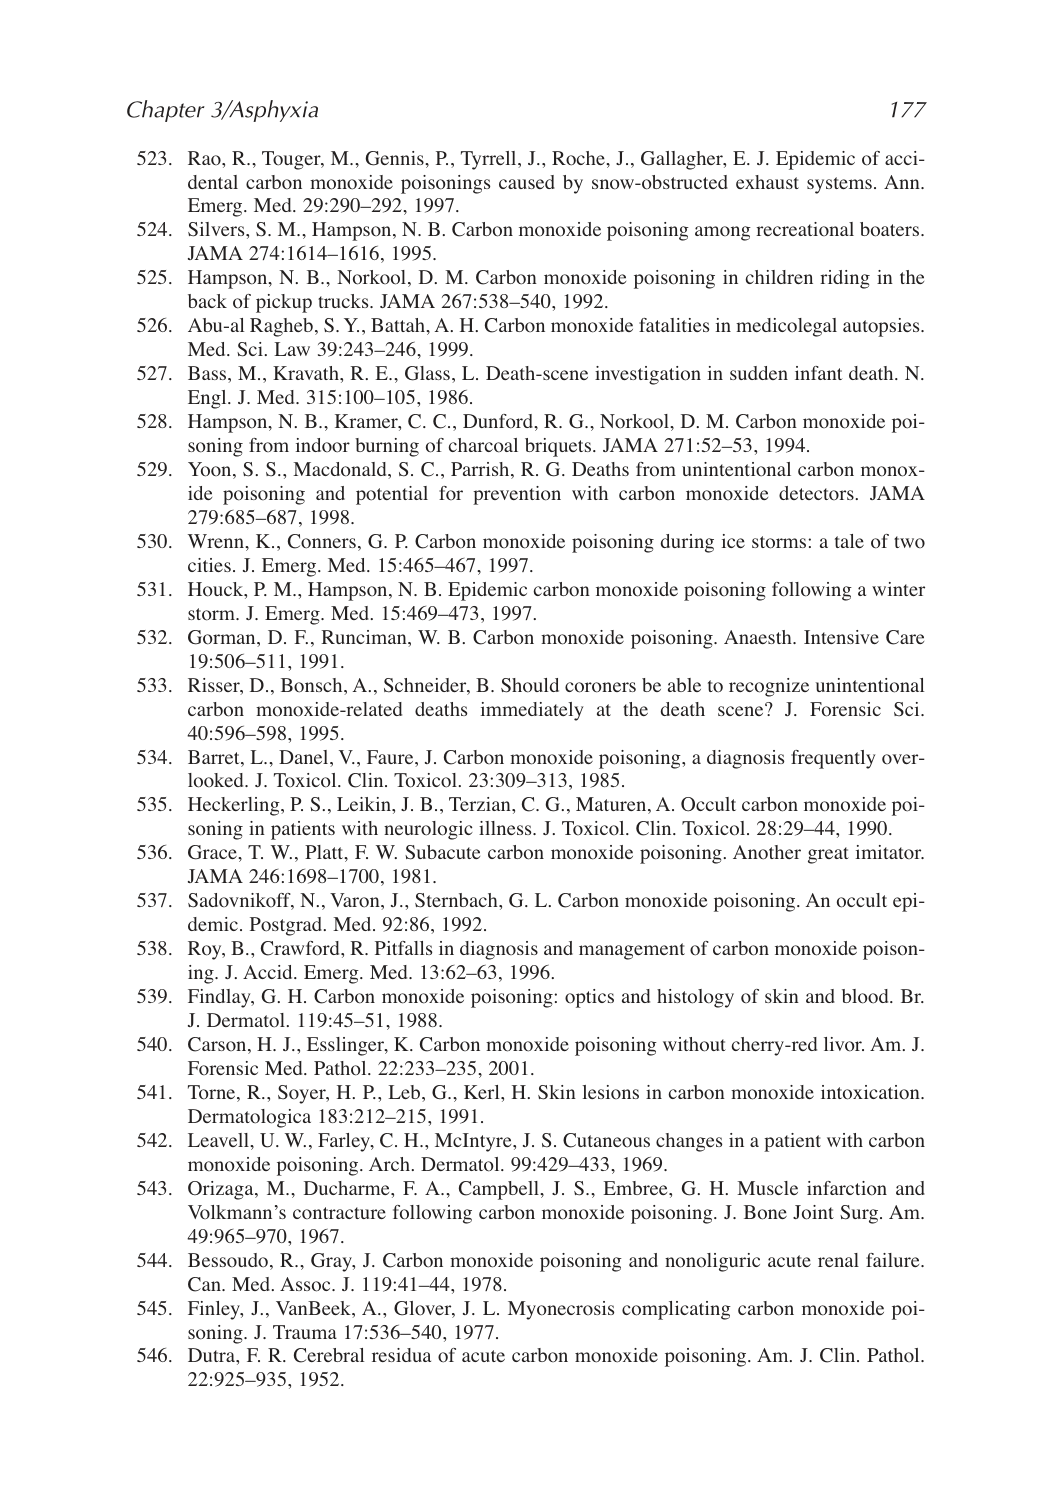 Chapter 3/Asphyxia 177
523. Rao, R., Touger, M., Gennis, P., Tyrrell, J., Roche, J., Gallagher, E. J. Epidemic of acci-
dental carbon monoxide poisonings caused by snow-obstructed exhaust systems. Ann.
Emerg. Med. 29:290–292, 1997.
524. Silvers, S. M., Hampson, N. B. Carbon monoxide poisoning among recreational boaters.
JAMA 274:1614–1616, 1995.
525. Hampson, N. B., Norkool, D. M. Carbon monoxide poisoning in children riding in the
back of pickup trucks. JAMA 267:538–540, 1992.
526. Abu-al Ragheb, S. Y., Battah, A. H. Carbon monoxide fatalities in medicolegal autopsies.
Med. Sci. Law 39:243–246, 1999.
527. Bass, M., Kravath, R. E., Glass, L. Death-scene investigation in sudden infant death. N.
Engl. J. Med. 315:100–105, 1986.
528. Hampson, N. B., Kramer, C. C., Dunford, R. G., Norkool, D. M. Carbon monoxide poi-
soning from indoor burning of charcoal briquets. JAMA 271:52–53, 1994.
529. Yoon, S. S., Macdonald, S. C., Parrish, R. G. Deaths from unintentional carbon monox-
ide poisoning and potential for prevention with carbon monoxide detectors. JAMA
279:685–687, 1998.
530. Wrenn, K., Conners, G. P. Carbon monoxide poisoning during ice storms: a tale of two
cities. J. Emerg. Med. 15:465–467, 1997.
531. Houck, P. M., Hampson, N. B. Epidemic carbon monoxide poisoning following a winter
storm. J. Emerg. Med. 15:469–473, 1997.
532. Gorman, D. F., Runciman, W. B. Carbon monoxide poisoning. Anaesth. Intensive Care
19:506–511, 1991.
533. Risser, D., Bonsch, A., Schneider, B. Should coroners be able to recognize unintentional
carbon monoxide-related deaths immediately at the death scene? J. Forensic Sci.
40:596–598, 1995.
534. Barret, L., Danel, V., Faure, J. Carbon monoxide poisoning, a diagnosis frequently over-
looked. J. Toxicol. Clin. Toxicol. 23:309–313, 1985.
535. Heckerling, P. S., Leikin, J. B., Terzian, C. G., Maturen, A. Occult carbon monoxide poi-
soning in patients with neurologic illness. J. Toxicol. Clin. Toxicol. 28:29–44, 1990.
536. Grace, T. W., Platt, F. W. Subacute carbon monoxide poisoning. Another great imitator.
JAMA 246:1698–1700, 1981.
537. Sadovnikoff, N., Varon, J., Sternbach, G. L. Carbon monoxide poisoning. An occult epi-
demic. Postgrad. Med. 92:86, 1992.
538. Roy, B., Crawford, R. Pitfalls in diagnosis and management of carbon monoxide poison-
ing. J. Accid. Emerg. Med. 13:62–63, 1996.
539. Findlay, G. H. Carbon monoxide poisoning: optics and histology of skin and blood. Br.
J. Dermatol. 119:45–51, 1988.
540. Carson, H. J., Esslinger, K. Carbon monoxide poisoning without cherry-red livor. Am. J.
Forensic Med. Pathol. 22:233–235, 2001.
541. Torne, R., Soyer, H. P., Leb, G., Kerl, H. Skin lesions in carbon monoxide intoxication.
Dermatologica 183:212–215, 1991.
542. Leavell, U. W., Farley, C. H., McIntyre, J. S. Cutaneous changes in a patient with carbon
monoxide poisoning. Arch. Dermatol. 99:429–433, 1969.
543. Orizaga, M., Ducharme, F. A., Campbell, J. S., Embree, G. H. Muscle infarction and
Volkmann's contracture following carbon monoxide poisoning. J. Bone Joint Surg. Am.
49:965–970, 1967.
544. Bessoudo, R., Gray, J. Carbon monoxide poisoning and nonoliguric acute renal failure.
Can. Med. Assoc. J. 119:41–44, 1978.
545. Finley, J., VanBeek, A., Glover, J. L. Myonecrosis complicating carbon monoxide poi-
soning. J. Trauma 17:536–540, 1977.
546. Dutra, F. R. Cerebral residua of acute carbon monoxide poisoning. Am. J. Clin. Pathol.
22:925–935, 1952.